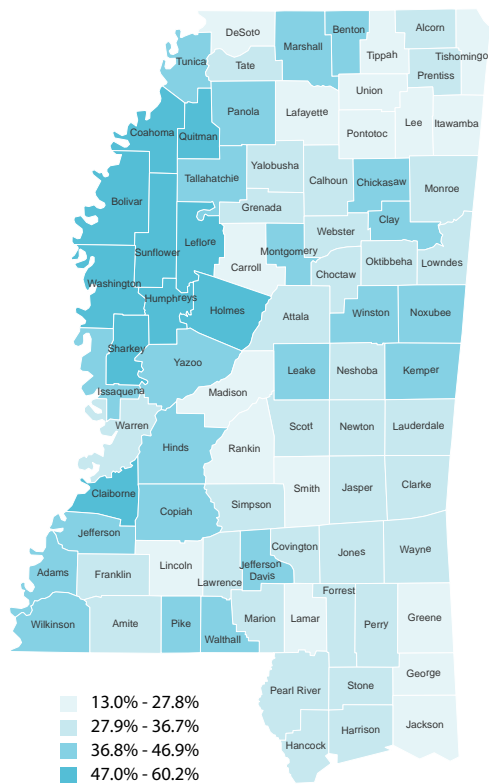 DeSoto
Benton
Alcorn
Marshall
Tippah
Tishomingo
Tunica
Tate
Prentiss
Union
Panola
Lafayette
Lee
Itawamba
Coahoma
Quitman
Pontotoc
Yalobusha
Tallahatchie
Calhoun
Chickasaw
Monroe
Bolivar
Grenada
Clay
Webster
Leflore
Sunflower
Montgomery
Carroll
Oktibbeha
Lowndes
Choctaw
Washington
Humphreys
Holmes
Attala
Winston
Noxubee
Sharkey
Yazoo
Leake
Neshoba
Kemper
Issaquena
Madison
Warren
Scott
Newton
Lauderdale
Hinds
Rankin
Claiborne
Smith
Jasper
Clarke
Copiah
Simpson
Jefferson
Covington
Jones
Wayne
Adams
Franklin
Lincoln
Lawrence
Jefferson
Davis
Forrest
Wilkinson
Amite
Pike
Walthall
Marion
Lamar
Perry
Greene
George
Pearl River
Stone
Jackson
Harrison
Hancock
13.0% - 27.8%
27.9% - 36.7%
36.8% - 46.9%
47.0% - 60.2%